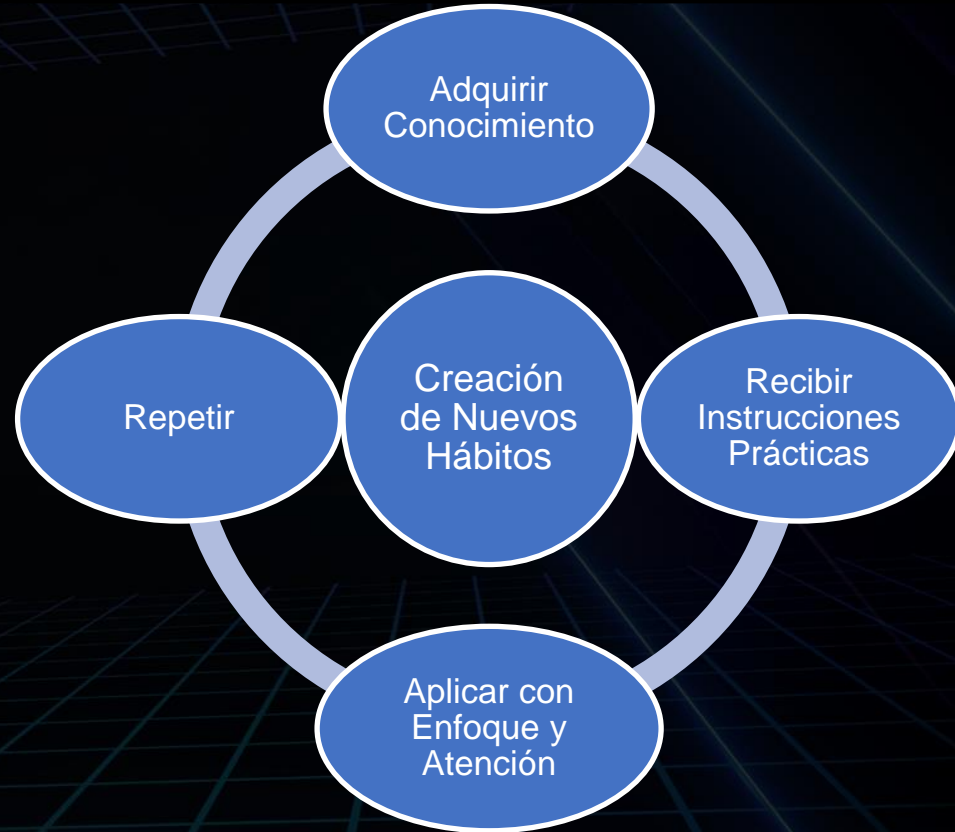 Adquirir
Conocimiento
Creación
de Nuevos
Hábitos
Recibir
Instrucciones
Prácticas
Repetir
Aplicar con
Enfoque y
Atención